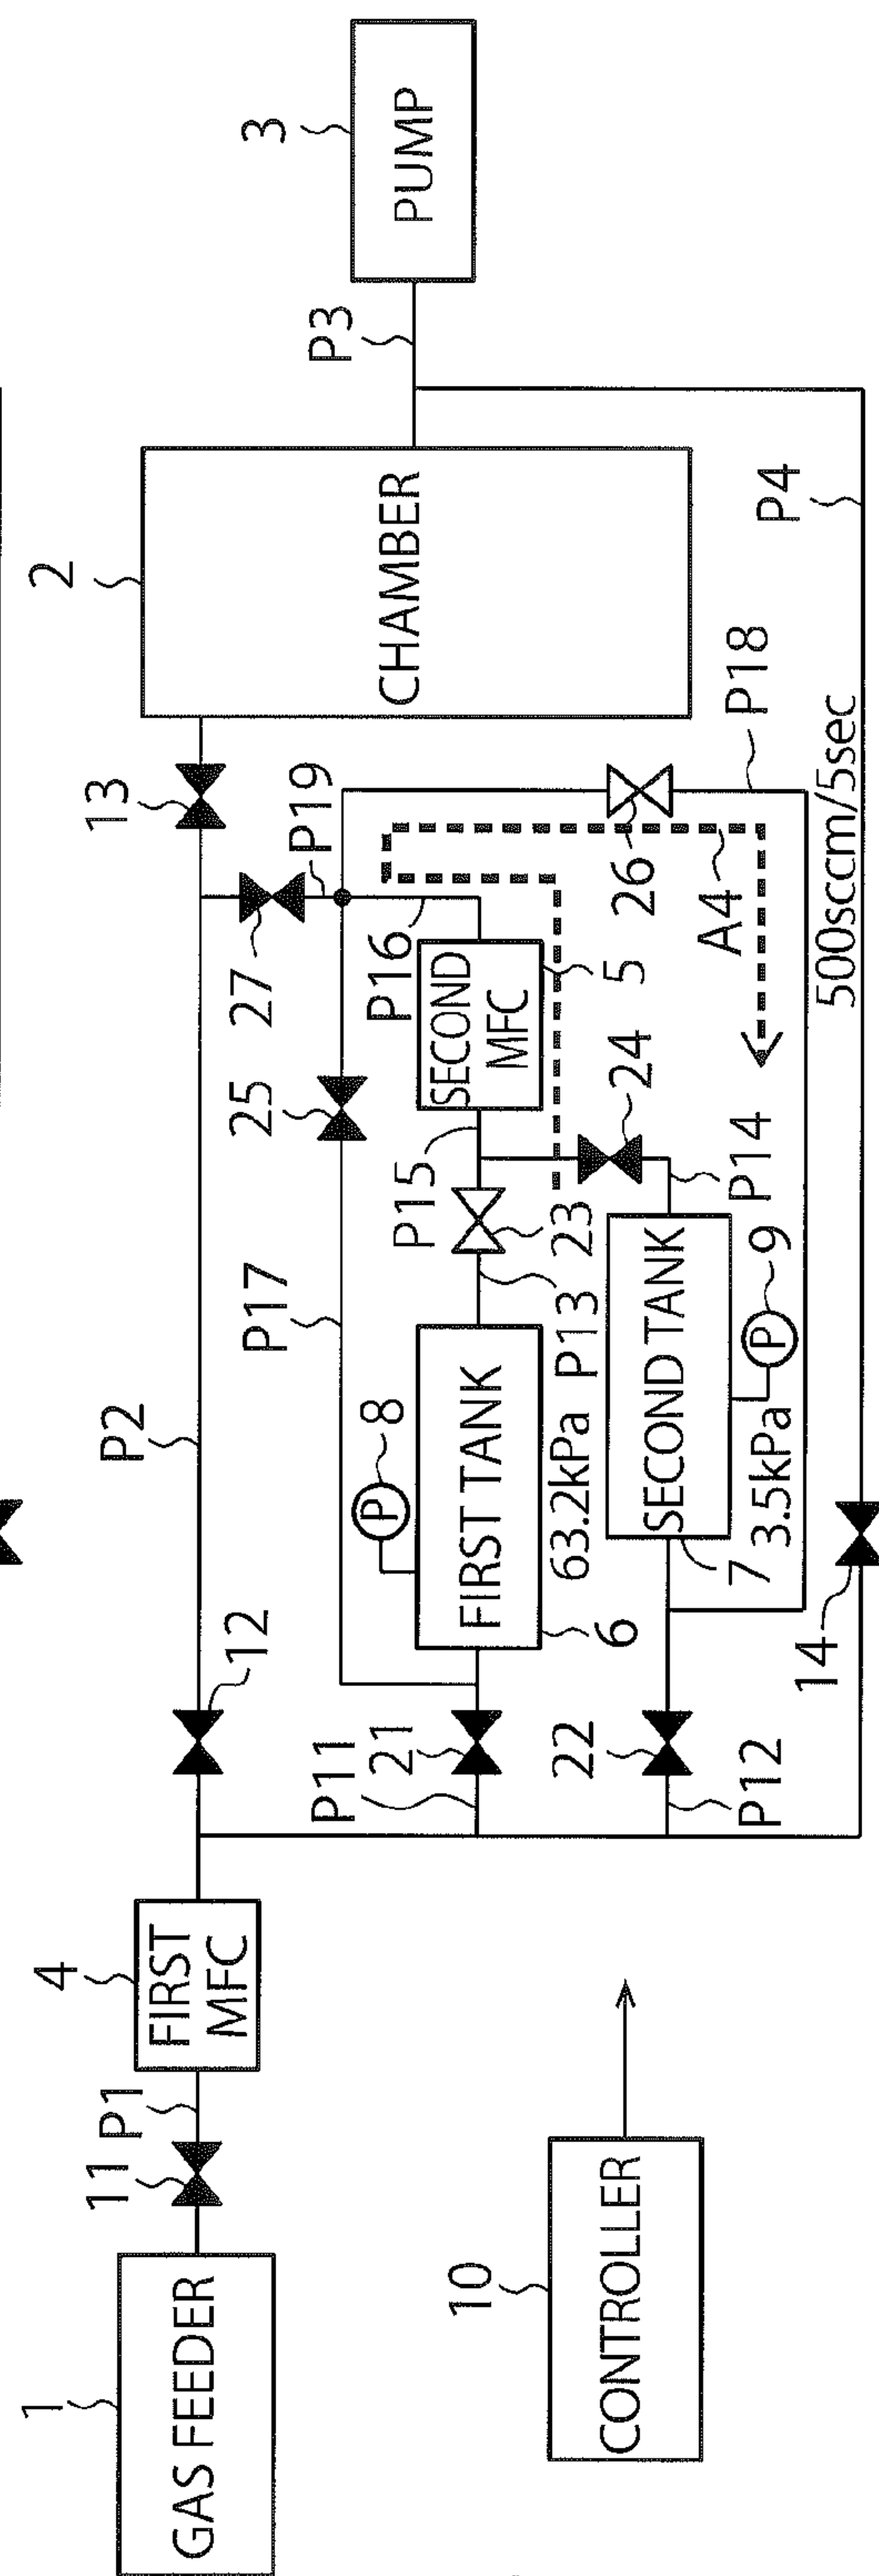 1
GAS FEEDER
11
P1
4
FIRST
MFC
12
P2
13
2
CHAMBER
P3
3
PUMP
27
P19
25
P17
P16
SECOND
MFC
5
P15
23
P13
8
P
FIRST TANK
6
63.2kPa
P11
21
26
A4
P18
24
P14
SECOND TANK
7
9
P
3.5kPa
22
P12
14
500sccm/5sec
P4
10
CONTROLLER